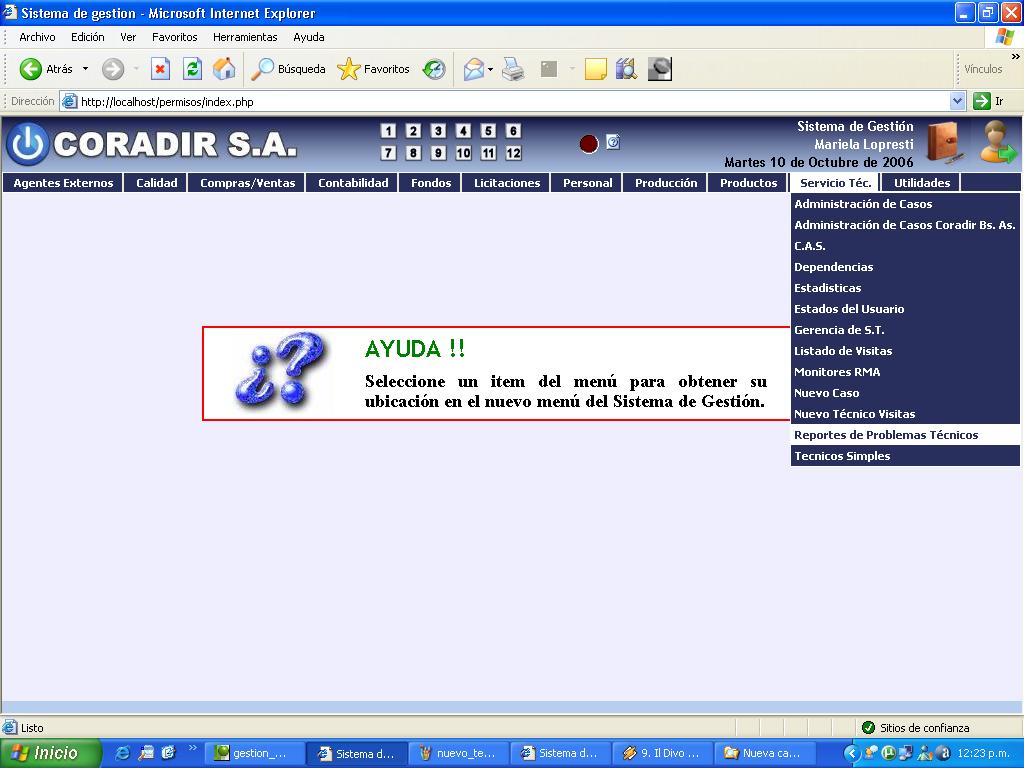 Sistema de gestion - Microsoft Internet Explorer
Archivo Edición Ver Favoritos Herramientas Ayuda
Atrás Búsqueda Favoritos Vínculos »
Dirección http://localhost/permisos/index.php Ir
CORADIR S.A.
1 2 3 4 5 6
7 8 9 10 11 12
Sistema de Gestión
Mariela Lopresti
Martes 10 de Octubre de 2006
Agentes Externos Calidad Compras/Ventas Contabilidad Fondos Licitaciones Personal Producción Productos Servicio Téc. Utilidades
Administración de Casos
Administración de Casos Coradir Bs. As.
C.A.S.
Dependencias
Estadisticas
Estados del Usuario
Gerencia de S.T.
Listado de Visitas
Monitores RMA
Nuevo Caso
Nuevo Técnico Visitas
Reportes de Problemas Técnicos
Tecnicos Simples
¿?
AYUDA !!
Seleccione un item del menú para obtener su
ubicación en el nuevo menú del Sistema de Gestión.
Listo Sitios de confianza
Inicio » gestion_... Sistema d... nuevo_te... Sistema d... 9. Il Divo ... Nueva ca... 12:23 p.m.